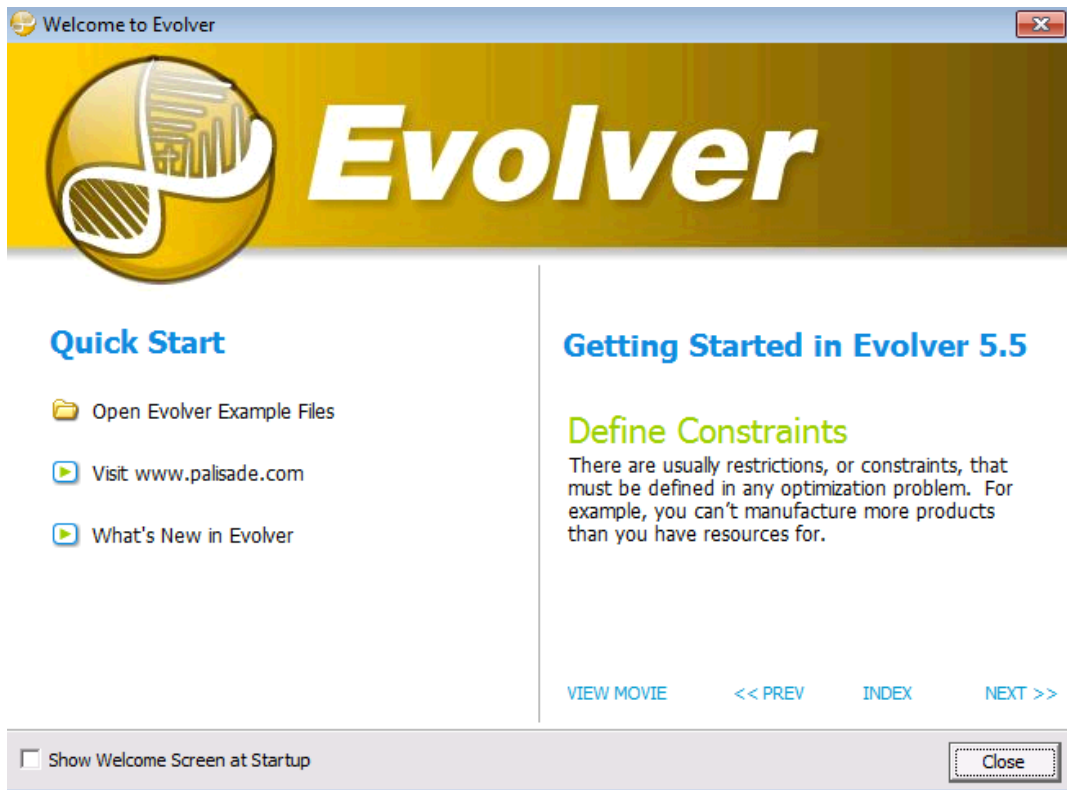 Welcome to Evolver
Evolver
Quick Start
Open Evolver Example Files
Visit www.palisade.com
What's New in Evolver
Getting Started in Evolver 5.5
Define Constraints
There are usually restrictions, or constraints, that
must be defined in any optimization problem.  For
example, you can’t manufacture more products
than you have resources for.
VIEW MOVIE
<< PREV
INDEX
NEXT >>
Show Welcome Screen at Startup
Close